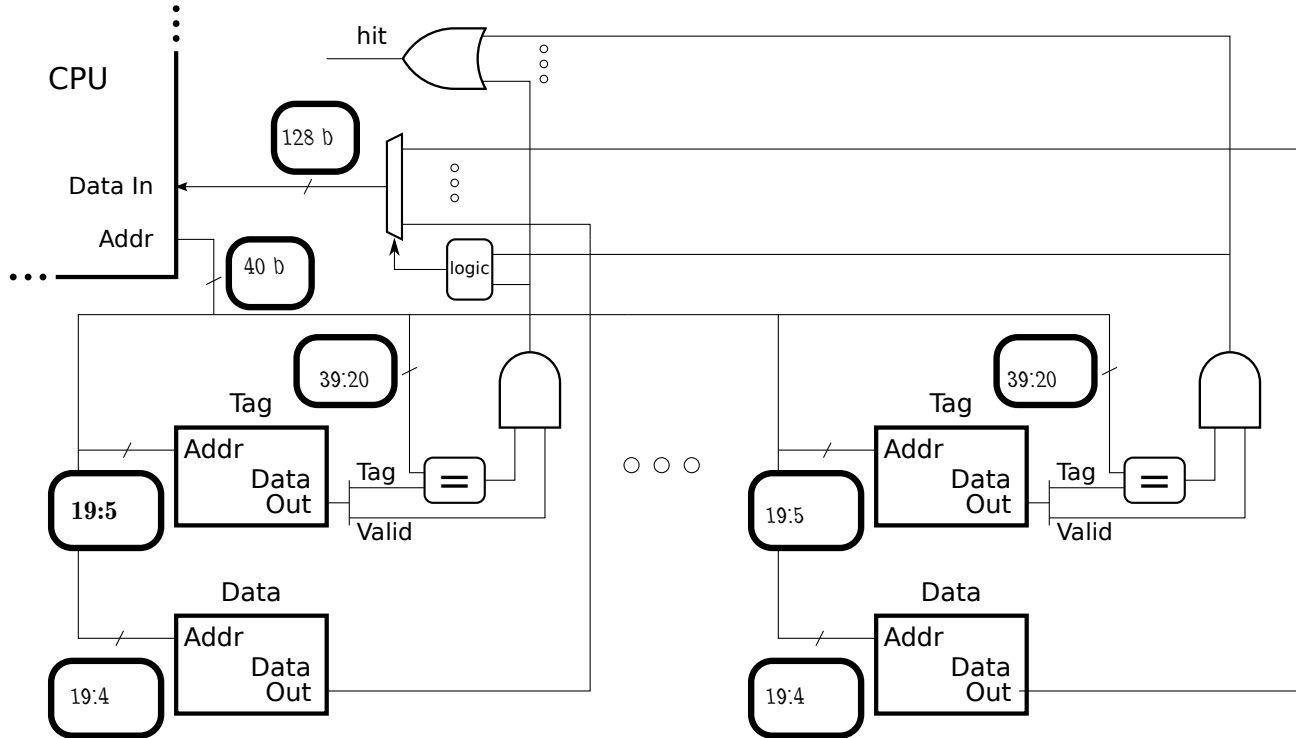 hit
CPU
128 b
Data In
Addr
40 b
logic
39:20
39:20
Tag
Tag
Addr
Data
Out
Tag
=
Valid
19:5
Addr
Data
Out
Tag
=
Valid
19:5
Data
Data
Addr
Data
Out
19:4
Addr
Data
Out
19:4